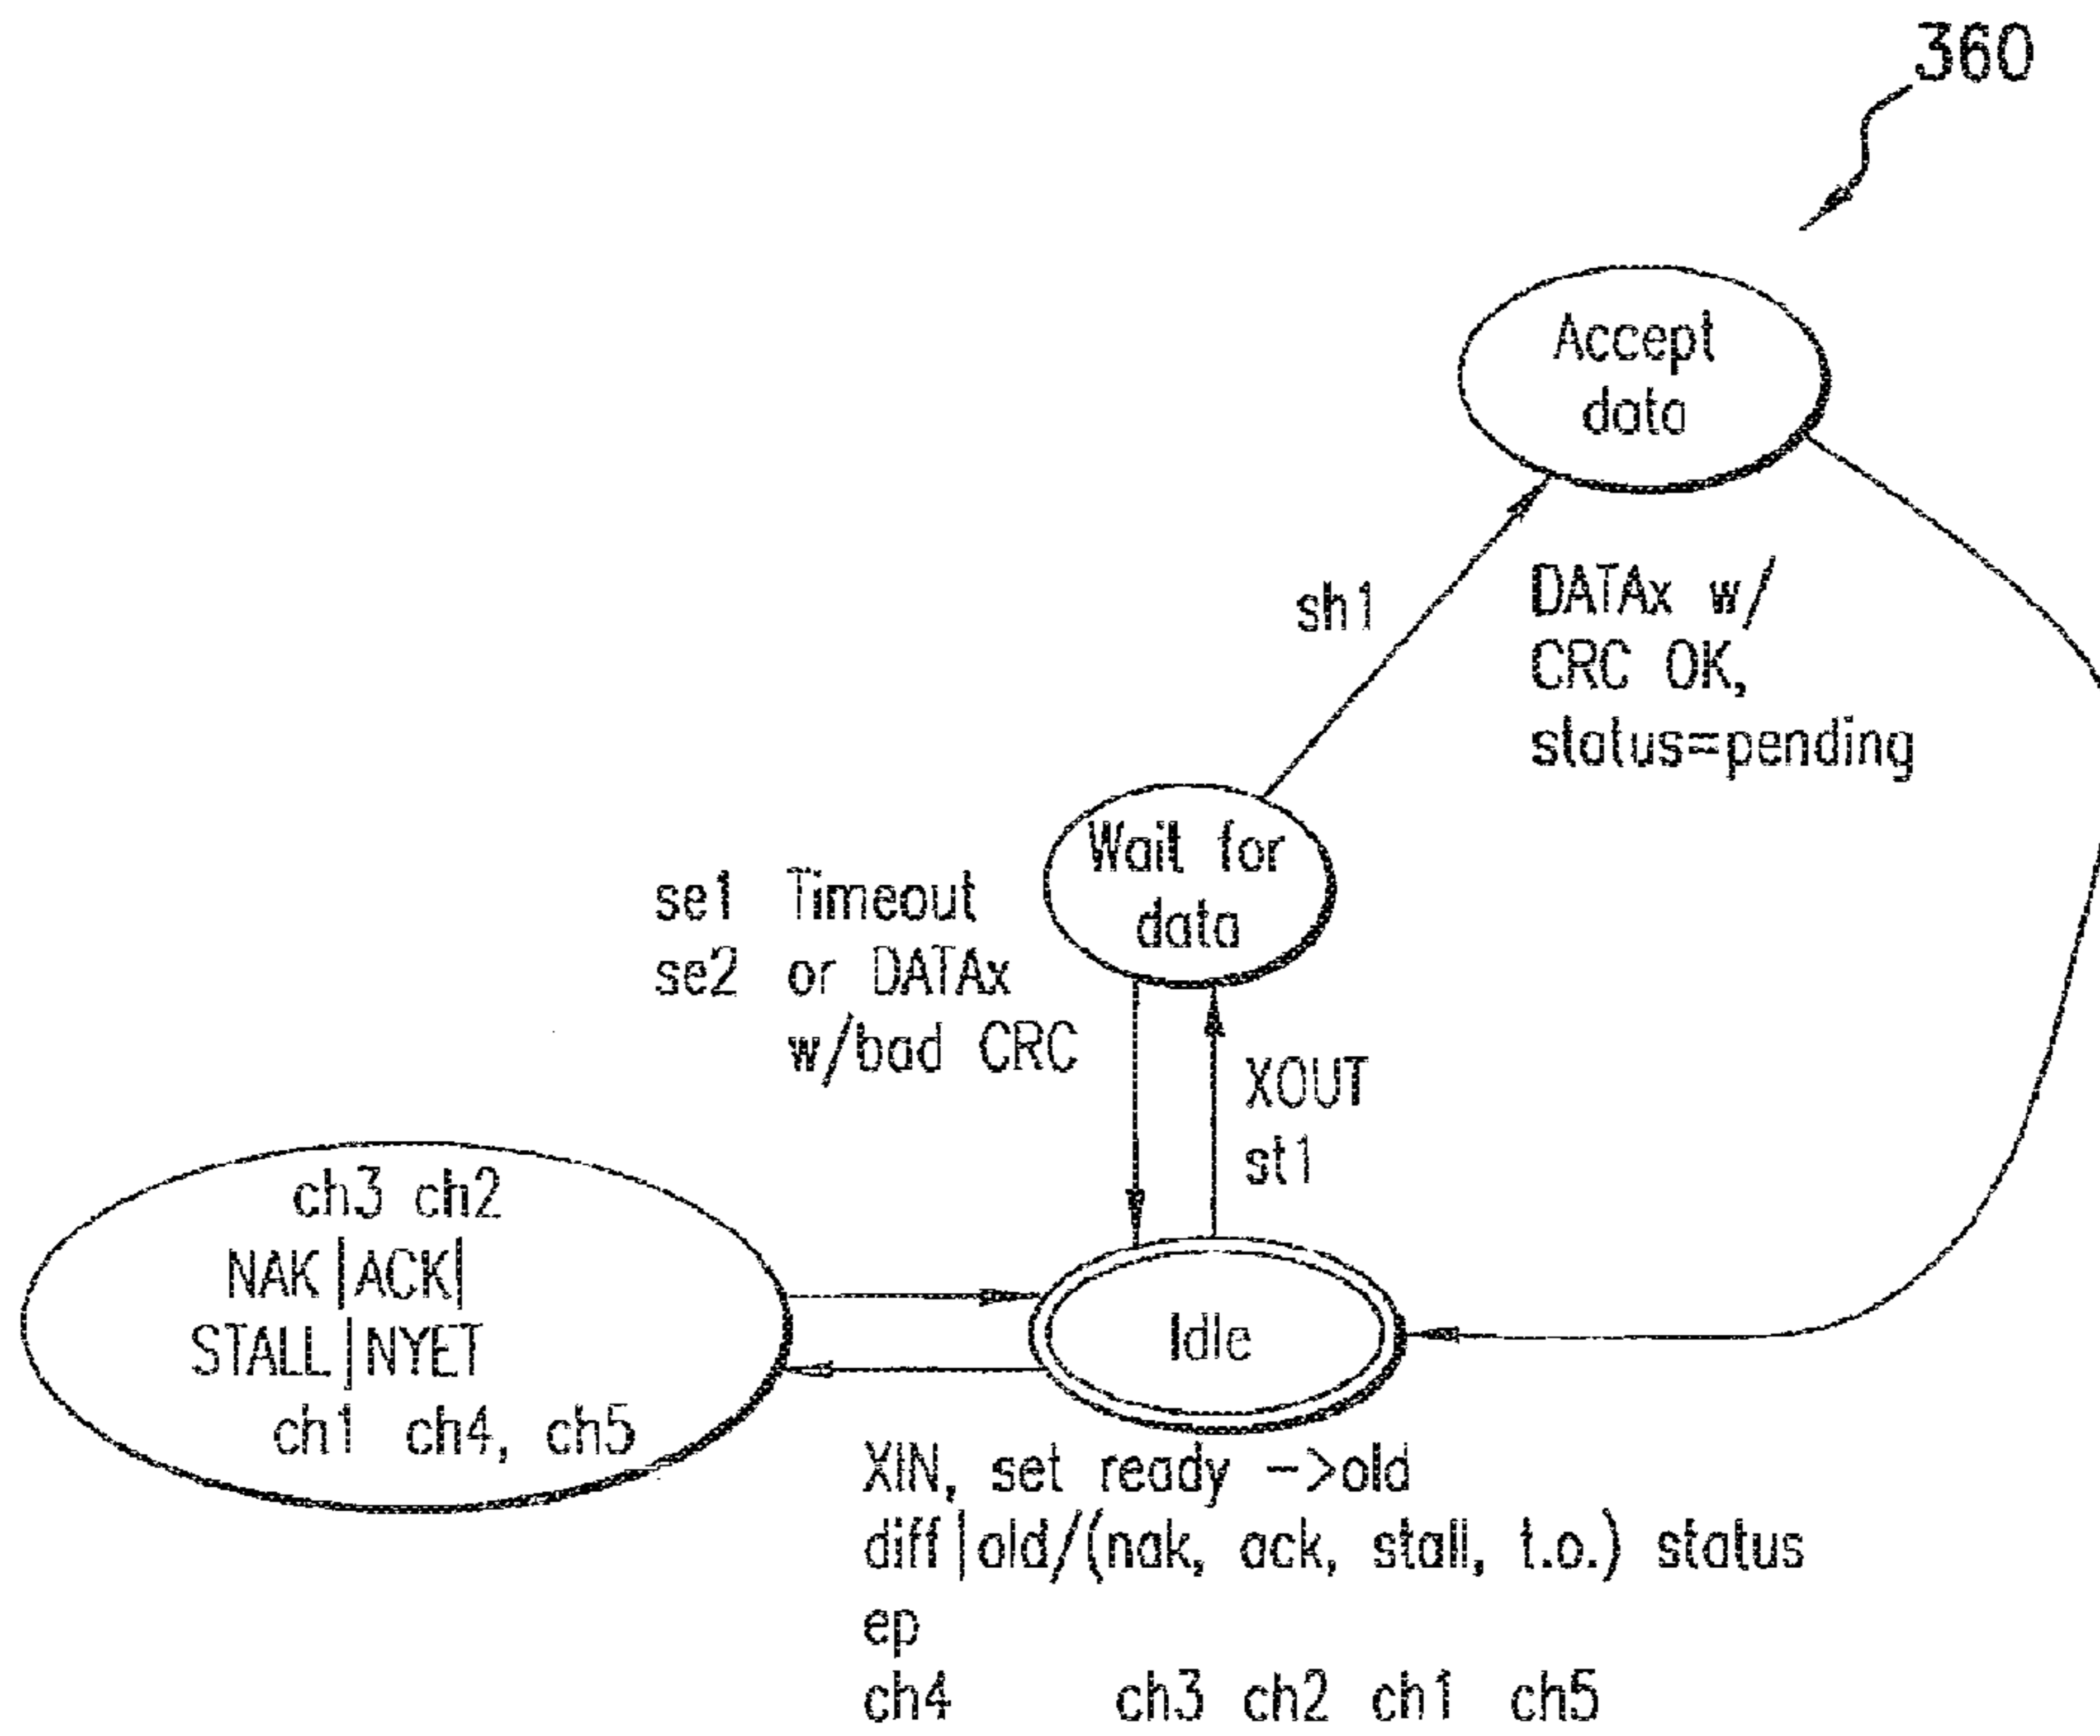 360
Accept
data
sh1
DATAx w/
CRC OK,
status=pending
Wait for
data
se1 Timeout
se2 or DATAx
w/bad CRC
XOUT
st1
ch3 ch2
NAK|ACK|
STALL|NYET
ch1 ch4, ch5
Idle
XIN, set ready ->old
diff|old/(nak, ack, stall, t.o.) status
ep
ch4 ch3 ch2 ch1 ch5